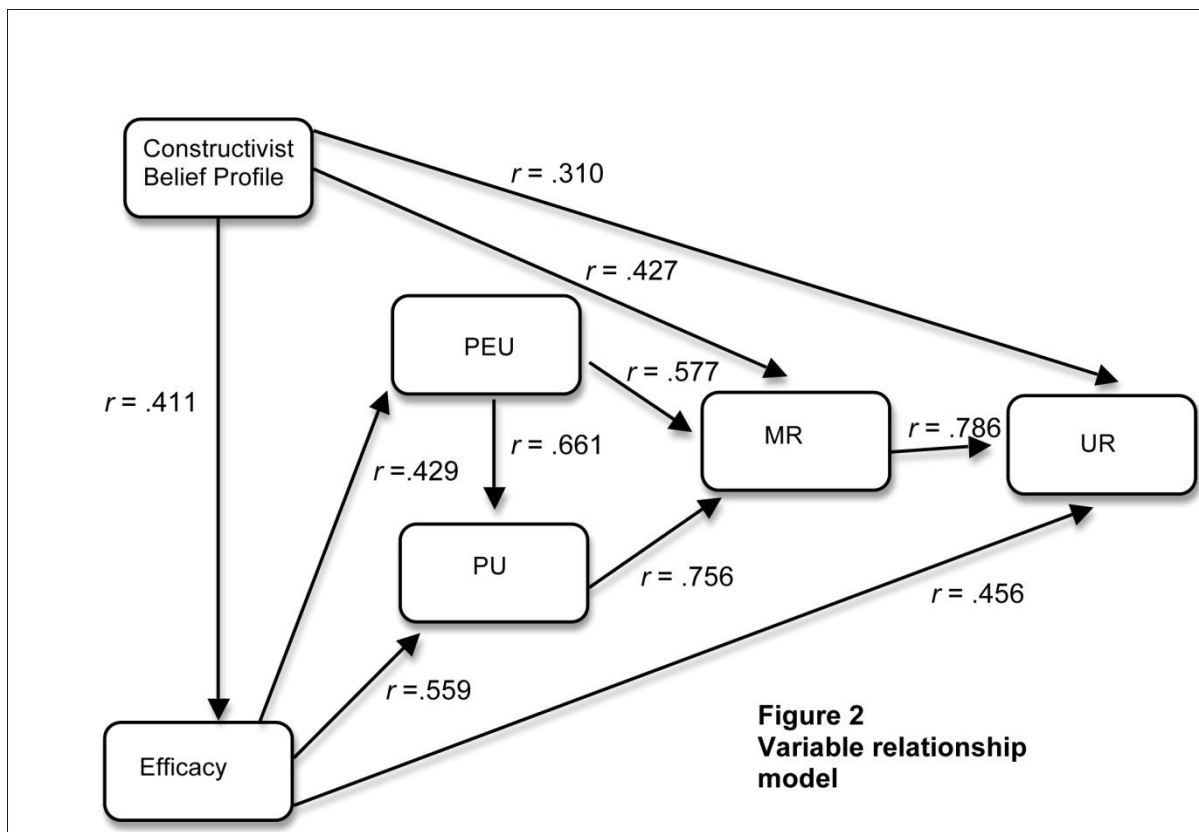 Constructivist
Belief Profile
r = .310
r = .427
PEU
r = .577
r = .411
MR
r = .786
UR
r = .661
r =.429
PU
r = .756
r = .456
r =.559
Efficacy
Figure 2
Variable relationship
model